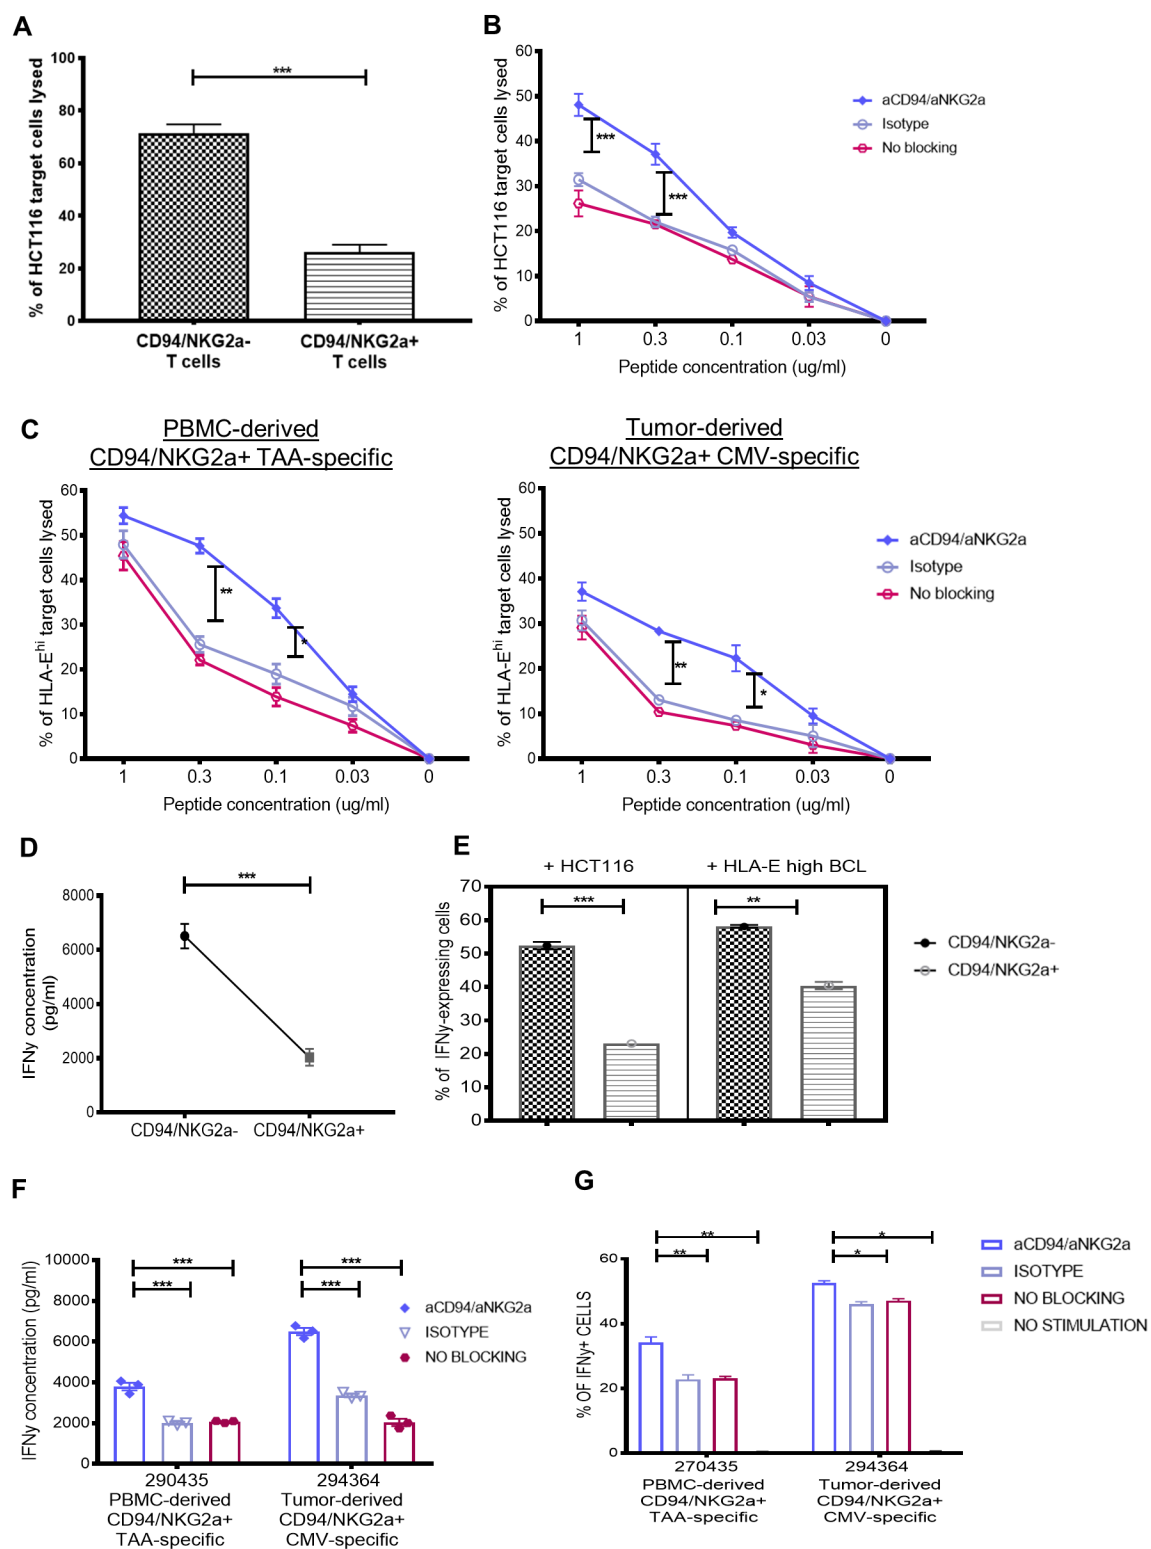 A
% of HCT116 target cells lysed
100
80
60
40
20
0
***
CD94/NKG2a-
T cells
CD94/NKG2a+
T cells
B
% of HCT116 target cells lysed
60
50
40
30
20
10
0
***
***
1
0.3
0.1
0.03
0
Peptide concentration (ug/ml)
aCD94/aNKG2a
Isotype
No blocking
C
PBMC-derived
CD94/NKG2a+ TAA-specific
% of HLA-Ehi target cells lysed
60
50
40
30
20
10
0
**
*
1
0.3
0.1
0.03
0
Peptide concentration (ug/ml)
Tumor-derived
CD94/NKG2a+ CMV-specific
% of HLA-Ehi target cells lysed
60
50
40
30
20
10
0
**
*
1
0.3
0.1
0.03
0
Peptide concentration (ug/ml)
aCD94/aNKG2a
Isotype
No blocking
D
IFNy concentration
(pg/ml)
8000
6000
4000
2000
0
***
CD94/NKG2a-
CD94/NKG2a+
E
+ HCT116
+ HLA-E high BCL
% of IFNy-expressing cells
70
60
50
40
30
20
10
0
***
**
CD94/NKG2a-
CD94/NKG2a+
F
IFNy concentration (pg/ml)
10000
8000
6000
4000
2000
0
***
***
***
***
aCD94/aNKG2a
ISOTYPE
NO BLOCKING
290435
PBMC-derived
CD94/NKG2a+
TAA-specific
294364
Tumor-derived
CD94/NKG2a+
CMV-specific
G
% OF IFNy+ CELLS
60
40
20
0
**
**
*
*
aCD94/aNKG2a
ISOTYPE
NO BLOCKING
NO STIMULATION
270435
PBMC-derived
CD94/NKG2a+
TAA-specific
294364
Tumor-derived
CD94/NKG2a+
CMV-specific